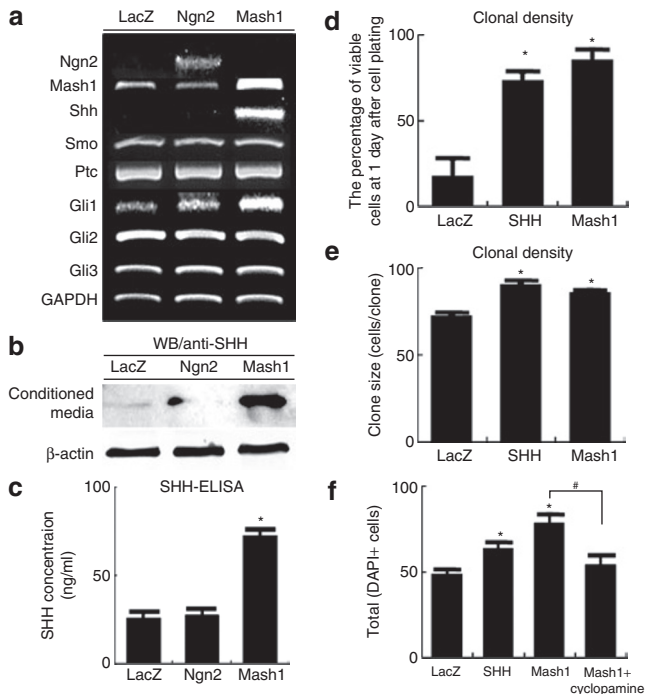 a
LacZ Ngn2 Mash1
Ngn2
Mash1
Shh
Smo
Ptc
Gli1
Gli2
Gli3
GAPDH
b
WB/anti-SHH
LacZ Ngn2 Mash1
Conditioned
media
β-actin
c
SHH-ELISA
100
50
0
SHH concentraion
(ng/ml)
*
LacZ Ngn2 Mash1
d
Clonal density
The percentage of viable
cells at 1 day after cell plating
100
50
0
* *
LacZ SHH Mash1
e
Clonal density
Clone size (cells/clone)
100
50
0
* *
LacZ SHH Mash1
f
Total (DAPI+ cells)
100
50
0
* * #
LacZ SHH Mash1 Mash1+
cyclopamine